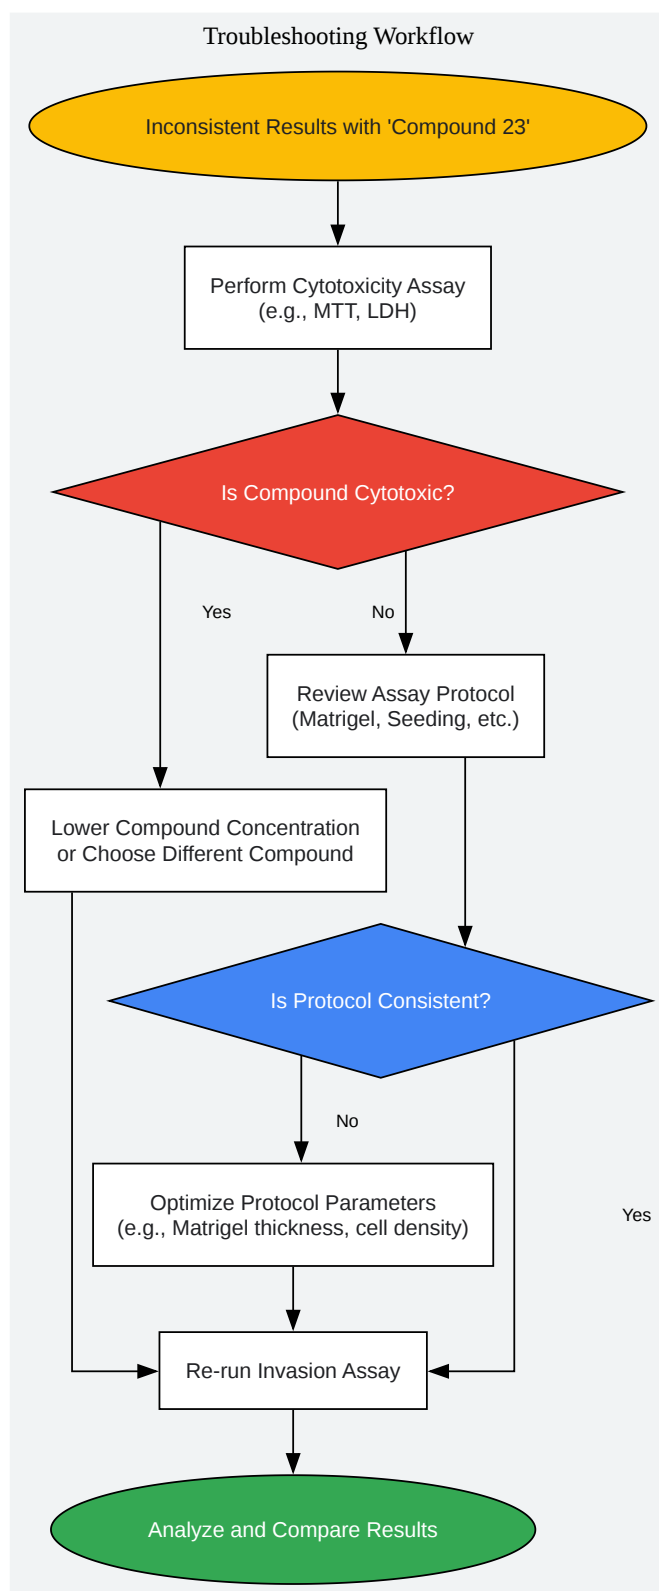 Troubleshooting Workflow
Inconsistent Results with 'Compound 23'
Perform Cytotoxicity Assay
(e.g., MTT, LDH)
Is Compound Cytotoxic?
Yes
No
Review Assay Protocol
(Matrigel, Seeding, etc.)
Lower Compound Concentration
or Choose Different Compound
Is Protocol Consistent?
No
Optimize Protocol Parameters
(e.g., Matrigel thickness, cell density)
Yes
Re-run Invasion Assay
Analyze and Compare Results